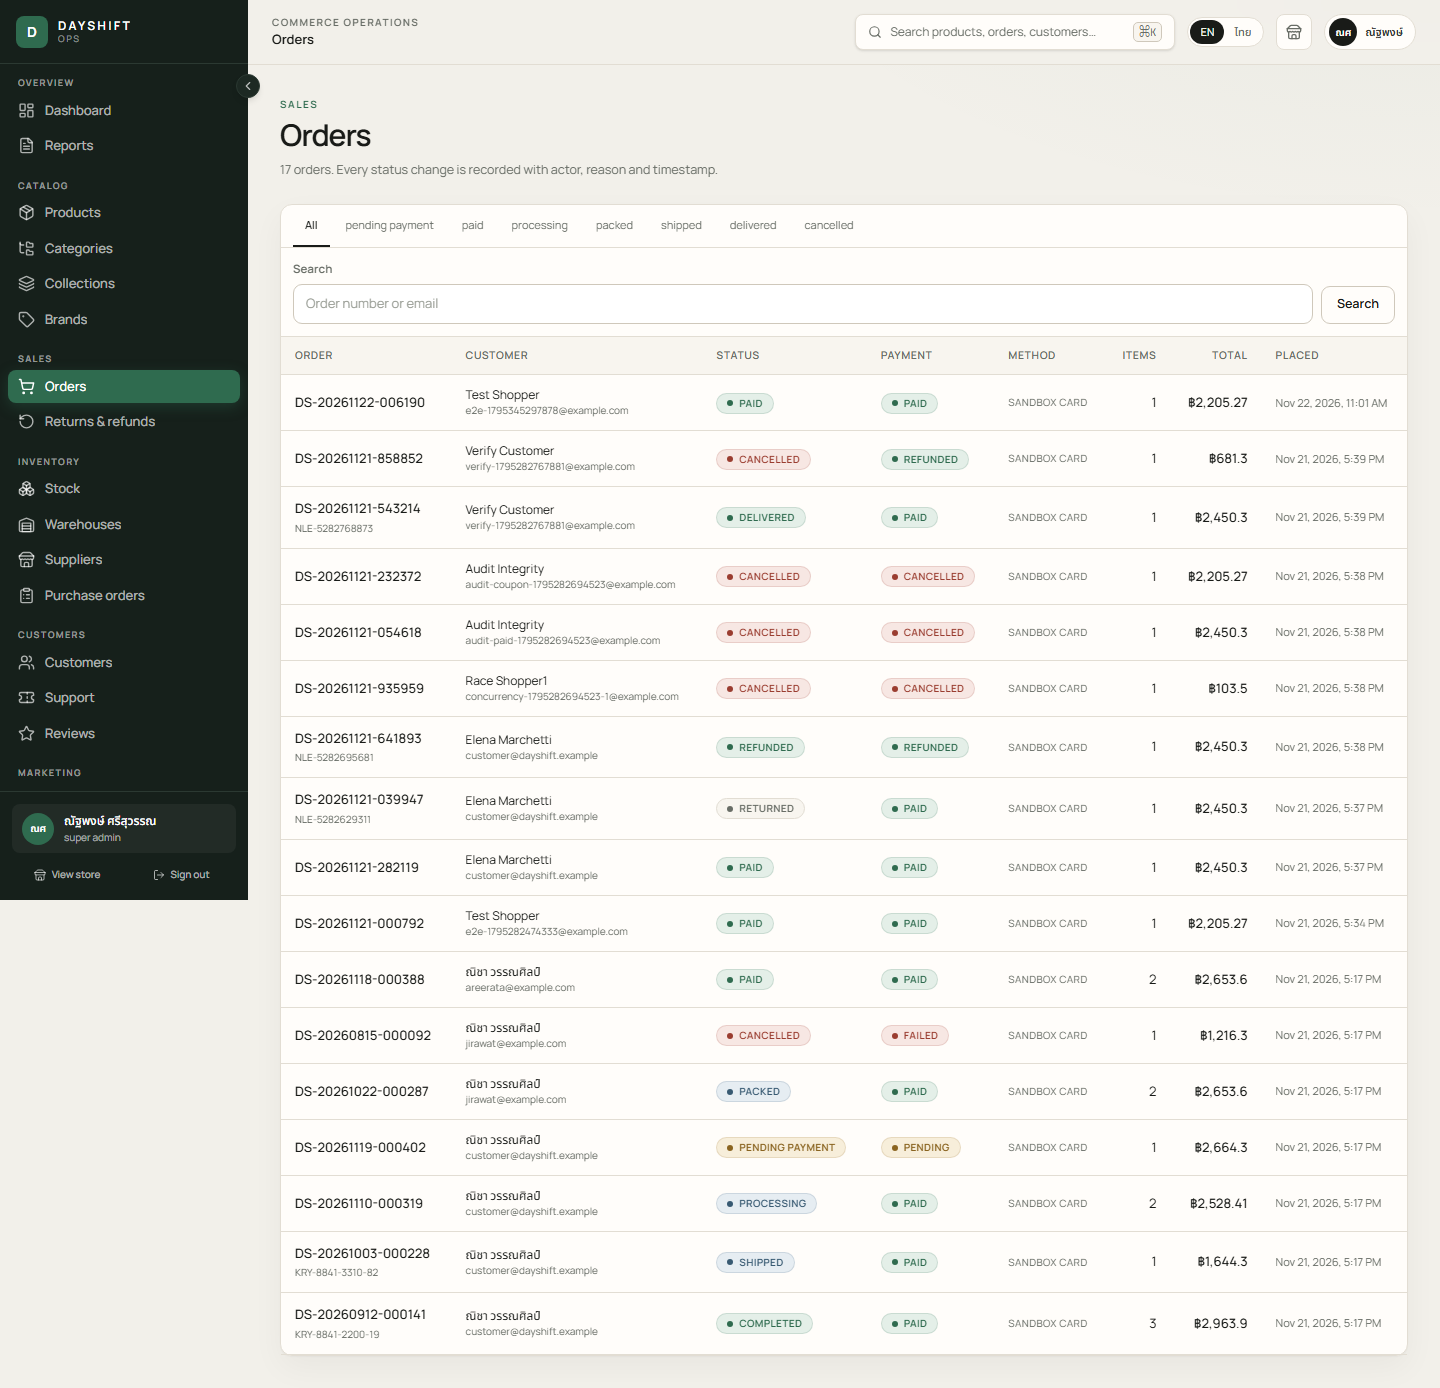 D DAYSHIFT
OPS
COMMERCE OPERATIONS
Orders
Search products, orders, customers... ⌘K
EN ไทย
ณศ ณัฐพงษ์
OVERVIEW
Dashboard
Reports
CATALOG
Products
Categories
Collections
Brands
SALES
Orders
Returns & refunds
INVENTORY
Stock
Warehouses
Suppliers
Purchase orders
CUSTOMERS
Customers
Support
Reviews
MARKETING
ณศ ณัฐพงษ์ ศรีสุวรรณ
super admin
View store Sign out
SALES
Orders
17 orders. Every status change is recorded with actor, reason and timestamp.
All pending payment paid processing packed shipped delivered cancelled
Search
Order number or email Search
ORDER CUSTOMER STATUS PAYMENT METHOD ITEMS TOTAL PLACED
DS-20261122-006190 Test Shopper PAID PAID SANDBOX CARD 1 ฿2,205.27 Nov 22, 2026, 11:01 AM
e2e-1795345297878@example.com
DS-20261121-858852 Verify Customer CANCELLED REFUNDED SANDBOX CARD 1 ฿681.3 Nov 21, 2026, 5:39 PM
verify-1795282767881@example.com
DS-20261121-543214 Verify Customer DELIVERED PAID SANDBOX CARD 1 ฿2,450.3 Nov 21, 2026, 5:39 PM
NLE-5282768873 verify-1795282767881@example.com
DS-20261121-232372 Audit Integrity CANCELLED CANCELLED SANDBOX CARD 1 ฿2,205.27 Nov 21, 2026, 5:38 PM
audit-coupon-1795282694523@example.com
DS-20261121-054618 Audit Integrity CANCELLED CANCELLED SANDBOX CARD 1 ฿2,450.3 Nov 21, 2026, 5:38 PM
audit-paid-1795282694523@example.com
DS-20261121-935959 Race Shopper1 CANCELLED CANCELLED SANDBOX CARD 1 ฿103.5 Nov 21, 2026, 5:38 PM
concurrency-1795282694523-1@example.com
DS-20261121-641893 Elena Marchetti REFUNDED REFUNDED SANDBOX CARD 1 ฿2,450.3 Nov 21, 2026, 5:38 PM
NLE-5282695681 customer@dayshift.example
DS-20261121-039947 Elena Marchetti RETURNED PAID SANDBOX CARD 1 ฿2,450.3 Nov 21, 2026, 5:37 PM
NLE-5282629311 customer@dayshift.example
DS-20261121-282119 Elena Marchetti PAID PAID SANDBOX CARD 1 ฿2,450.3 Nov 21, 2026, 5:37 PM
customer@dayshift.example
DS-20261121-000792 Test Shopper PAID PAID SANDBOX CARD 1 ฿2,205.27 Nov 21, 2026, 5:34 PM
e2e-1795282474333@example.com
DS-20261118-000388 ณิชา วรรณศิลป์ PAID PAID SANDBOX CARD 2 ฿2,653.6 Nov 21, 2026, 5:17 PM
areerata@example.com
DS-20260815-000092 ณิชา วรรณศิลป์ CANCELLED FAILED SANDBOX CARD 1 ฿1,216.3 Nov 21, 2026, 5:17 PM
jirawat@example.com
DS-20261022-000287 ณิชา วรรณศิลป์ PACKED PAID SANDBOX CARD 2 ฿2,653.6 Nov 21, 2026, 5:17 PM
jirawat@example.com
DS-20261119-000402 ณิชา วรรณศิลป์ PENDING PAYMENT PENDING SANDBOX CARD 1 ฿2,664.3 Nov 21, 2026, 5:17 PM
customer@dayshift.example
DS-20261110-000319 ณิชา วรรณศิลป์ PROCESSING PAID SANDBOX CARD 2 ฿2,528.41 Nov 21, 2026, 5:17 PM
customer@dayshift.example
DS-20261003-000228 ณิชา วรรณศิลป์ SHIPPED PAID SANDBOX CARD 1 ฿1,644.3 Nov 21, 2026, 5:17 PM
KRY-8841-3310-82 customer@dayshift.example
DS-20260912-000141 ณิชา วรรณศิลป์ COMPLETED PAID SANDBOX CARD 3 ฿2,963.9 Nov 21, 2026, 5:17 PM
KRY-8841-2200-19 customer@dayshift.example